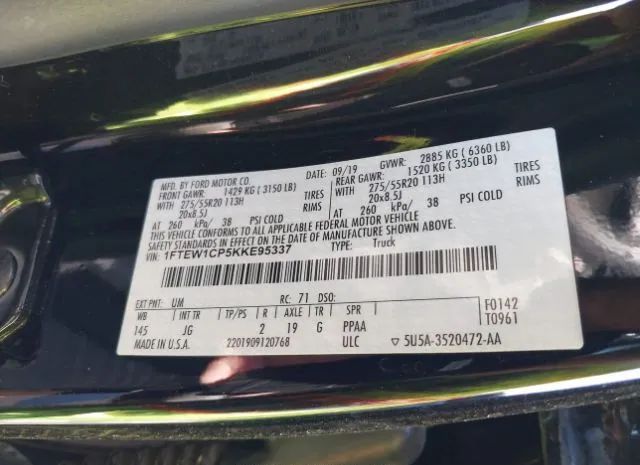 MFD. BY FORD MOTOR CO. DATE: 09/19 GVWR: 2885 KG ( 6360 LB)
FRONT GAWR: 1429 KG ( 3150 LB) REAR GAWR: 1520 KG ( 3350 LB)
WITH 275/55R20 113H TIRES WITH 275/55R20 113H TIRES
20x8.5J RIMS 20x8.5J RIMS
AT 260 kPa/ 38 PSI COLD AT 260 kPa/ 38 PSI COLD
THIS VEHICLE CONFORMS TO ALL APPLICABLE FEDERAL MOTOR VEHICLE
SAFETY STANDARDS IN EFFECT ON THE DATE OF MANUFACTURE SHOWN ABOVE.
VIN: 1FTEW1CP5KKE95337 TYPE: Truck
EXT PNT: UM RC: 71 DSO: F0142
WB INT TR TP/PS R AXLE TR SPR T0961
145 JG 2 19 G PPAA
MADE IN U.S.A. 2201909120768 ULC ▽ 5U5A-3520472-AA